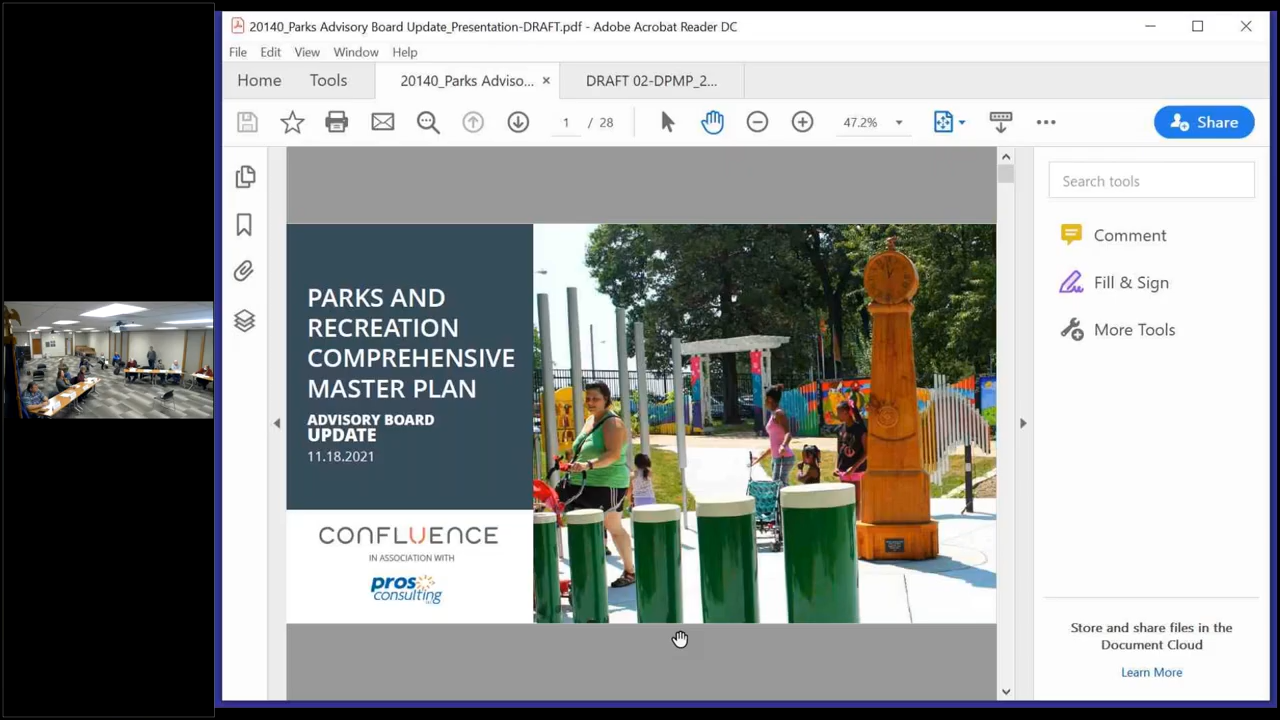 20140_Parks Advisory Board Update_Presentation-DRAFT.pdf - Adobe Acrobat Reader DC
File Edit View Window Help
Home Tools 20140_Parks Adviso... × DRAFT 02-DPMP_2...
1 / 28 47.2% Share
Search tools
Comment
Fill & Sign
More Tools
PARKS AND
RECREATION
COMPREHENSIVE
MASTER PLAN
ADVISORY BOARD
UPDATE
11.18.2021
CONFLUENCE
IN ASSOCIATION WITH
pros
consulting
Store and share files in the
Document Cloud
Learn More